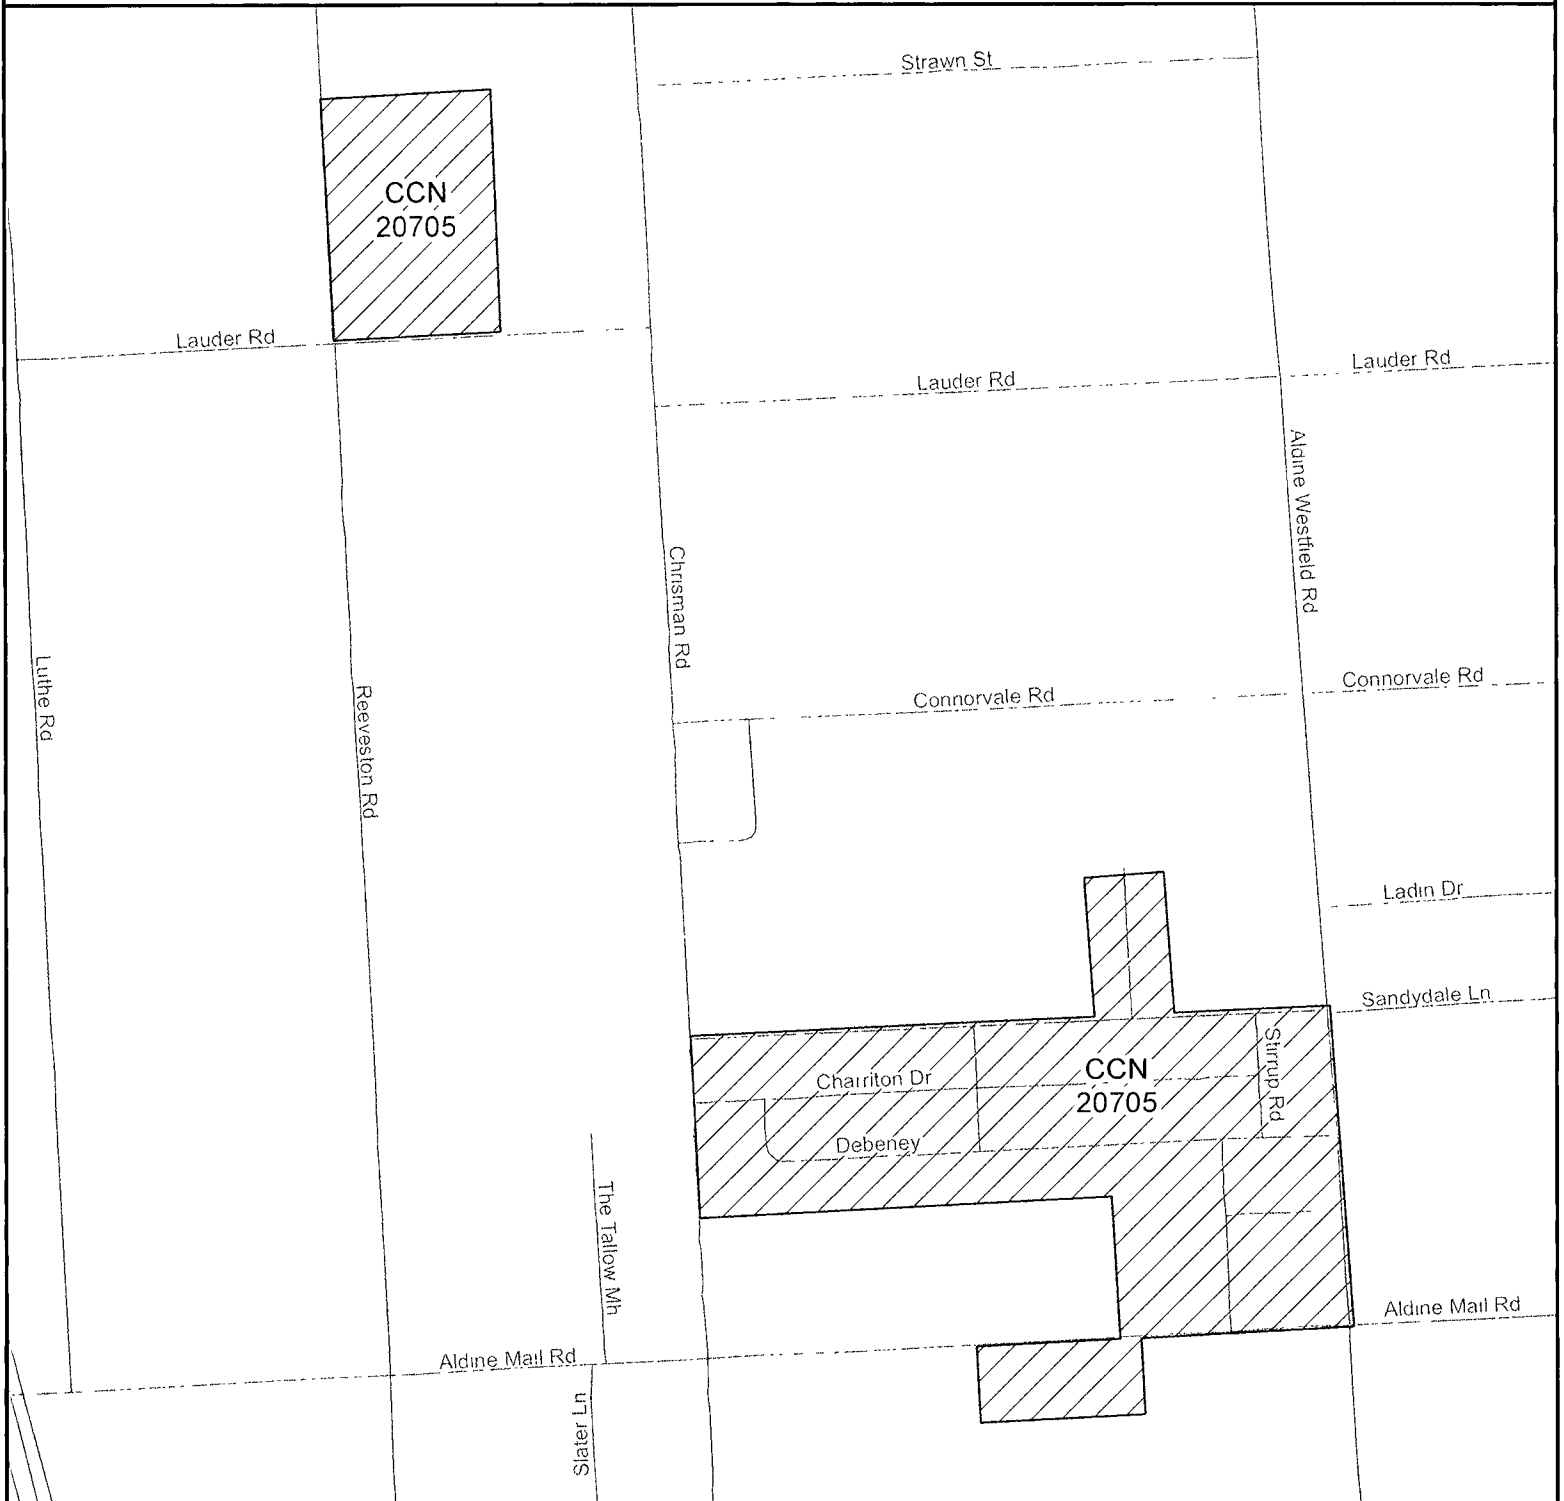 Strawn St
CCN
20705
Lauder Rd
Lauder Rd
Lauder Rd
Aldine Westfield Rd
Chrisman Rd
Luthe Rd
Reeveston Rd
Connorvale Rd
Connorvale Rd
Ladin Dr
Sandydale Ln
Stirrup Rd
CCN
20705
Charriton Dr
Debeney
The Tallow Mh
Aldine Mail Rd
Aldine Mail Rd
Slater Ln